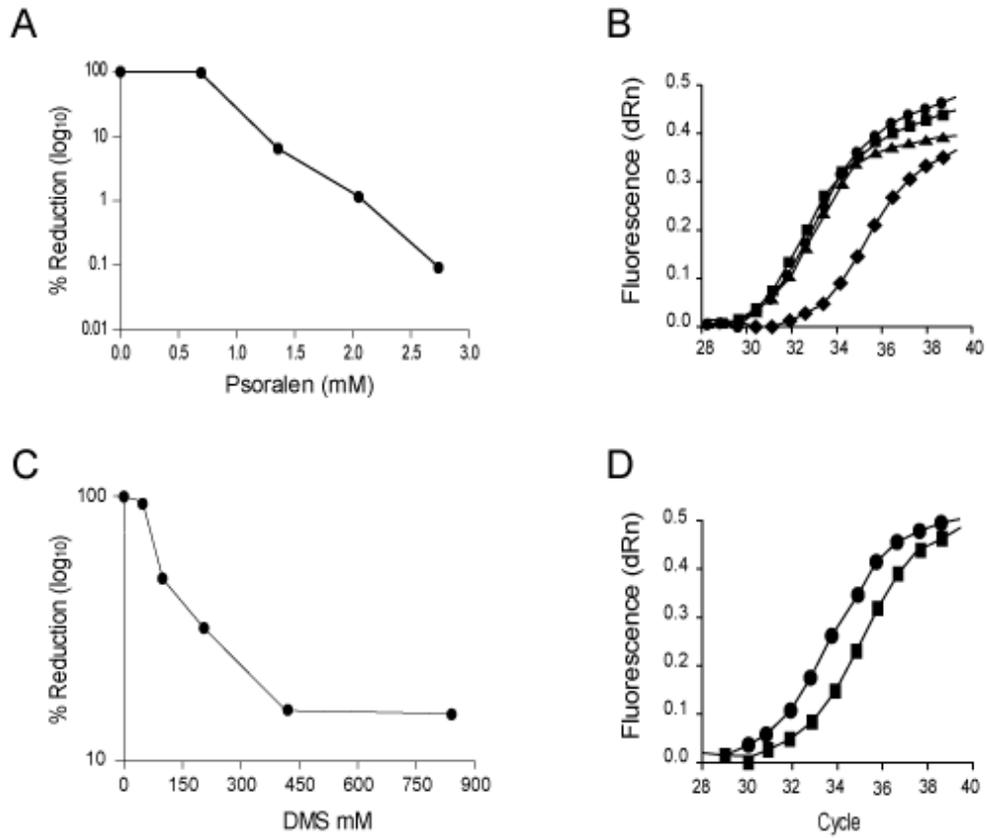 A
% Reduction (log₁₀)
100
10
1
0.1
0.01
0.0 0.5 1.0 1.5 2.0 2.5 3.0
Psoralen (mM)
B
Fluorescence (dRn)
0.5
0.4
0.3
0.2
0.1
0.0
28 30 32 34 36 38 40
C
% Reduction (log₁₀)
100
10
0 150 300 450 600 750 900
DMS mM
D
Fluorescence (dRn)
0.5
0.4
0.3
0.2
0.1
0.0
28 30 32 34 36 38 40
Cycle